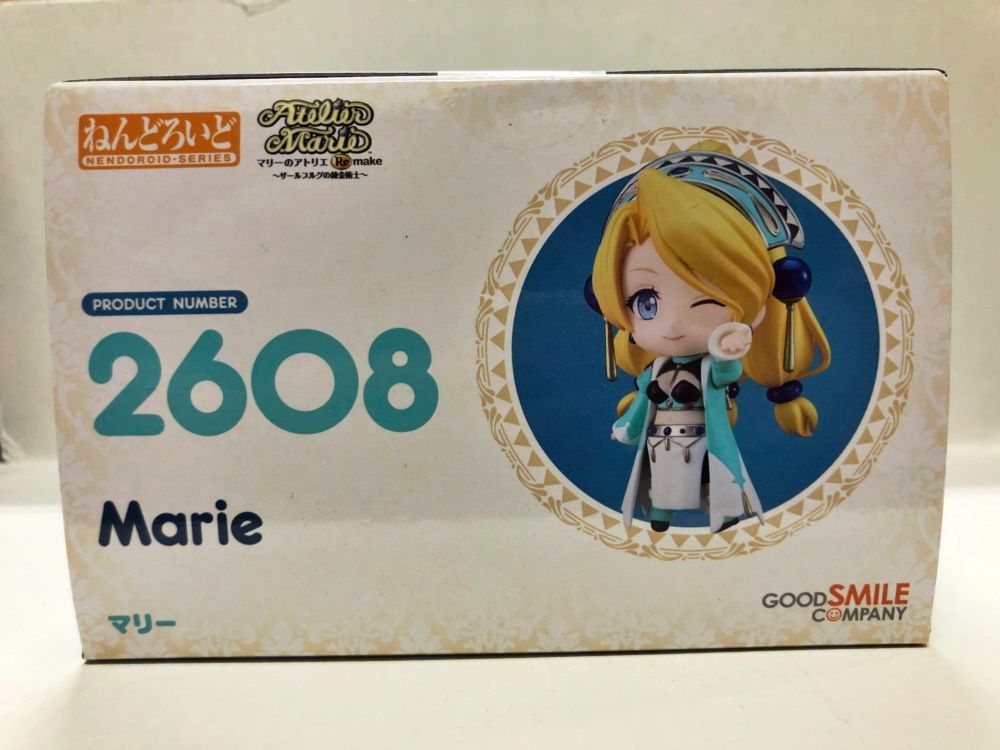 ねんどろいど
NENDOROID-SERIES
Atelier
Marie
マリーのアトリエ Re make
～ザールブルグの錬金術士～
PRODUCT NUMBER
2608
Marie
マリー
GOOD SMILE
COMPANY